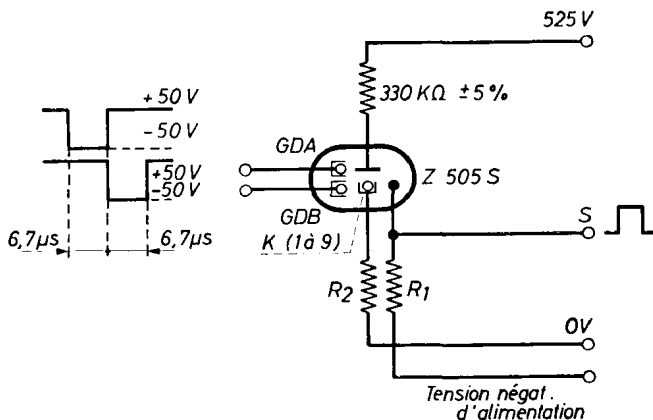 525 V
330 KΩ ± 5 %
+ 50 V
- 50 V
+50 V
-50 V
GDA
GDB
Z 505 S
K (1 à 9)
S
6,7µs
6,7µs
R2
R1
0V
Tension négat.
d'alimentation